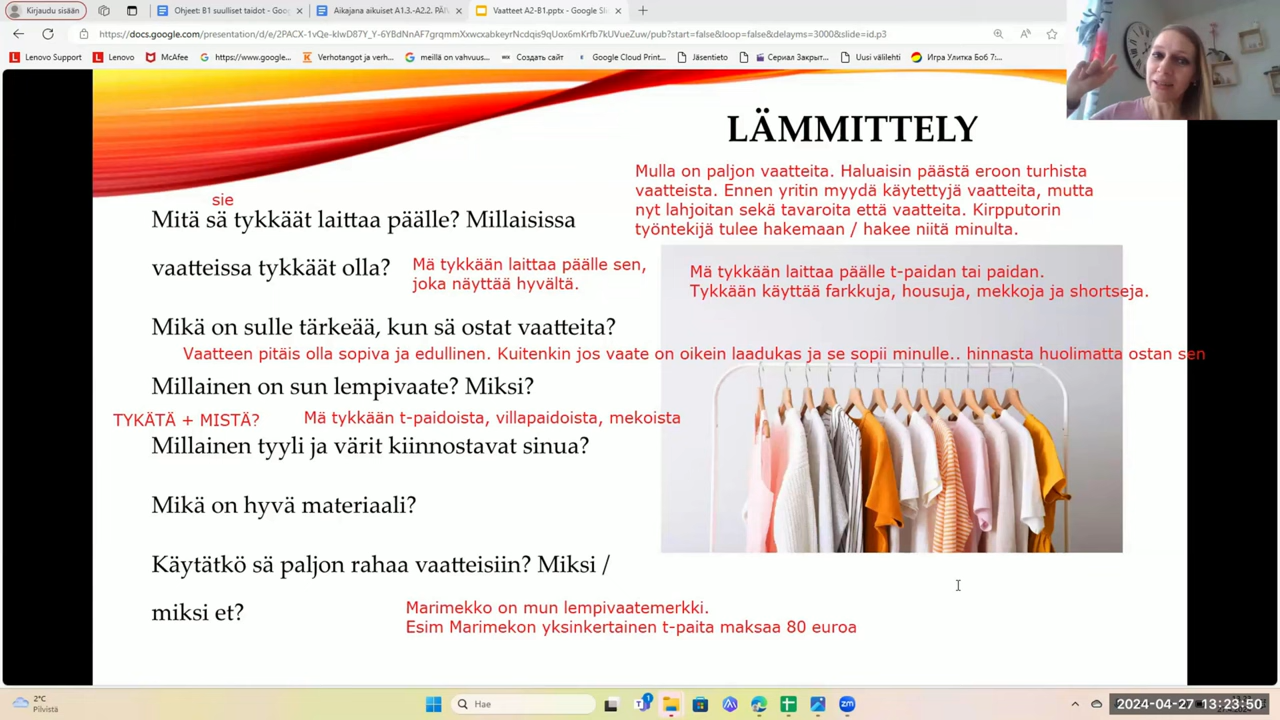 Kirjaudu sisään
Ohjeet: B1 suulliset taidot - Goog
Aikajana aikuiset A1.3.-A2.2. PÄIV
Vaatteet A2-B1.pptx - Google Sli
https://docs.google.com/presentation/d/e/2PACX-1vQe-klwD87Y_Y-6YBdNnAF7grqmmXxwcxabkeyrNcdqis9qUox6mKrfb7kUVueZuw/pub?start=false&loop=false&delayms=3000&slide=id.p3
Lenovo Support
Lenovo
McAfee
https://www.google...
Verhotangot ja verh...
meillä on vahvuus...
Создать сайт
Google Cloud Print...
Jäsentieto
Сериал Закрыт...
Uusi välilehti
Игра Улитка Боб 7:...
LÄMMITTELY
Mulla on paljon vaatteita. Haluaisin päästä eroon turhista
vaatteista. Ennen yritin myydä käytettyjä vaatteita, mutta
nyt lahjoitan sekä tavaroita että vaatteita. Kirpputorin
työntekijä tulee hakemaan / hakee niitä minulta.
sie
Mitä sä tykkäät laittaa päälle? Millaisissa
vaatteissa tykkäät olla?
Mä tykkään laittaa päälle sen,
joka näyttää hyvältä.
Mä tykkään laittaa päälle t-paidan tai paidan.
Tykkään käyttää farkkuja, housuja, mekkoja ja shortseja.
Mikä on sulle tärkeää, kun sä ostat vaatteita?
Vaatteen pitäis olla sopiva ja edullinen. Kuitenkin jos vaate on oikein laadukas ja se sopii minulle.. hinnasta huolimatta ostan sen
Millainen on sun lempivaate? Miksi?
TYKÄTÄ + MISTÄ?
Mä tykkään t-paidoista, villapaidoista, mekoista
Millainen tyyli ja värit kiinnostavat sinua?
Mikä on hyvä materiaali?
Käytätkö sä paljon rahaa vaatteisiin? Miksi /
miksi et?
Marimekko on mun lempivaatemerkki.
Esim Marimekon yksinkertainen t-paita maksaa 80 euroa
2°C
Pilvistä
Hae
2024-04-27 13:23:50